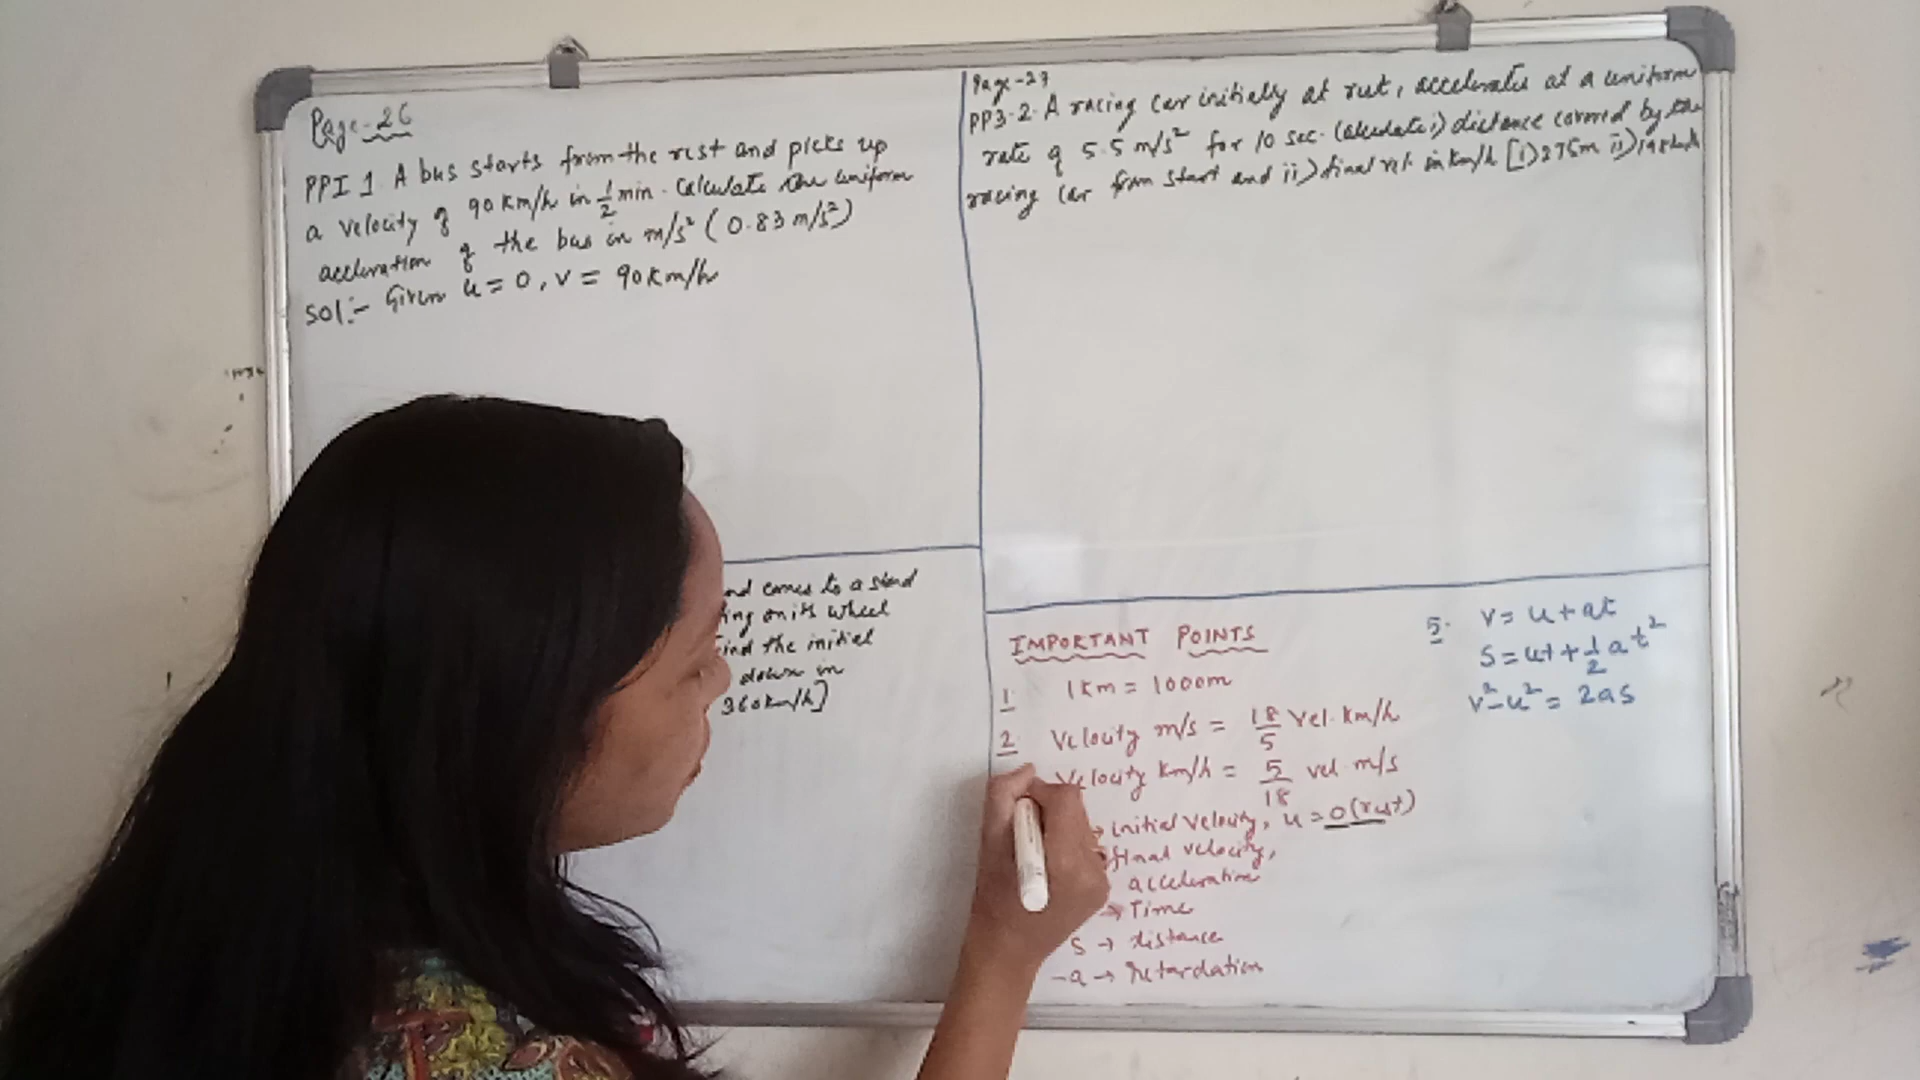 Page-26
PPI 1. A bus starts from the rest and picks up
a velocity of 90 km/h in 1/2 min. Calculate the uniform
accleration of the bus in m/s² (0.83 m/s²)
Sol:- Given u = 0, v = 90 km/h
Page-27
PP3-2. A racing car initially at rest, accelerates at a uniform
rate of 5.5 m/s² for 10 sec. Calculate i) distance covered by the
racing car from start and ii) final vel. in km/h [i) 275m ii) 198km/h
nd comes to a stand
ing on its wheel
ind the initial
down in
360km/h]
IMPORTANT POINTS
1 1 Km = 1000m
2. Velocity m/s = 18/5 Vel. km/h
Velocity km/h = 5/18 vel. m/s
→ initial velocity, u = 0 (rest)
final velocity,
acceleration
→ Time
S → distance
-a → Retardation
5. v = u + at
S = ut + 1/2 at²
v² - u² = 2as